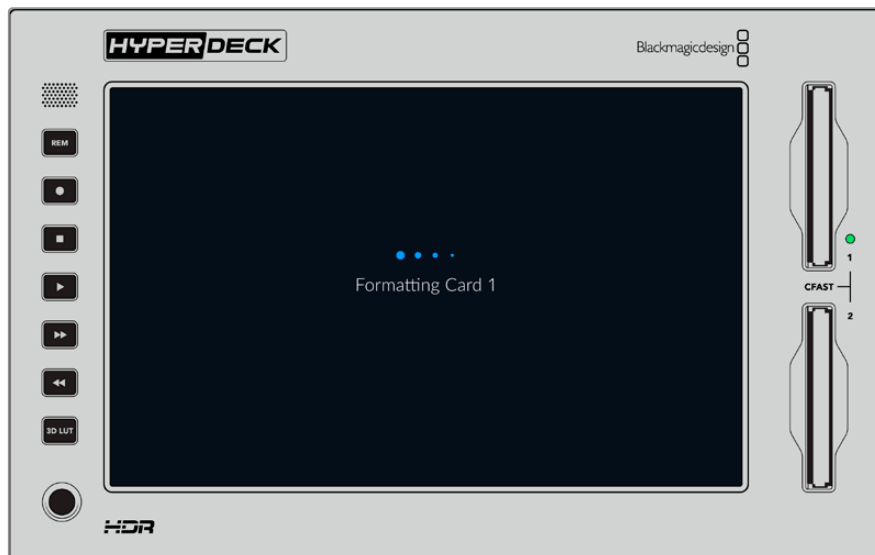 HYPERDECK
Blackmagicdesign
REM
Formatting Card 1
1
CFAST
2
3D LUT
HDR